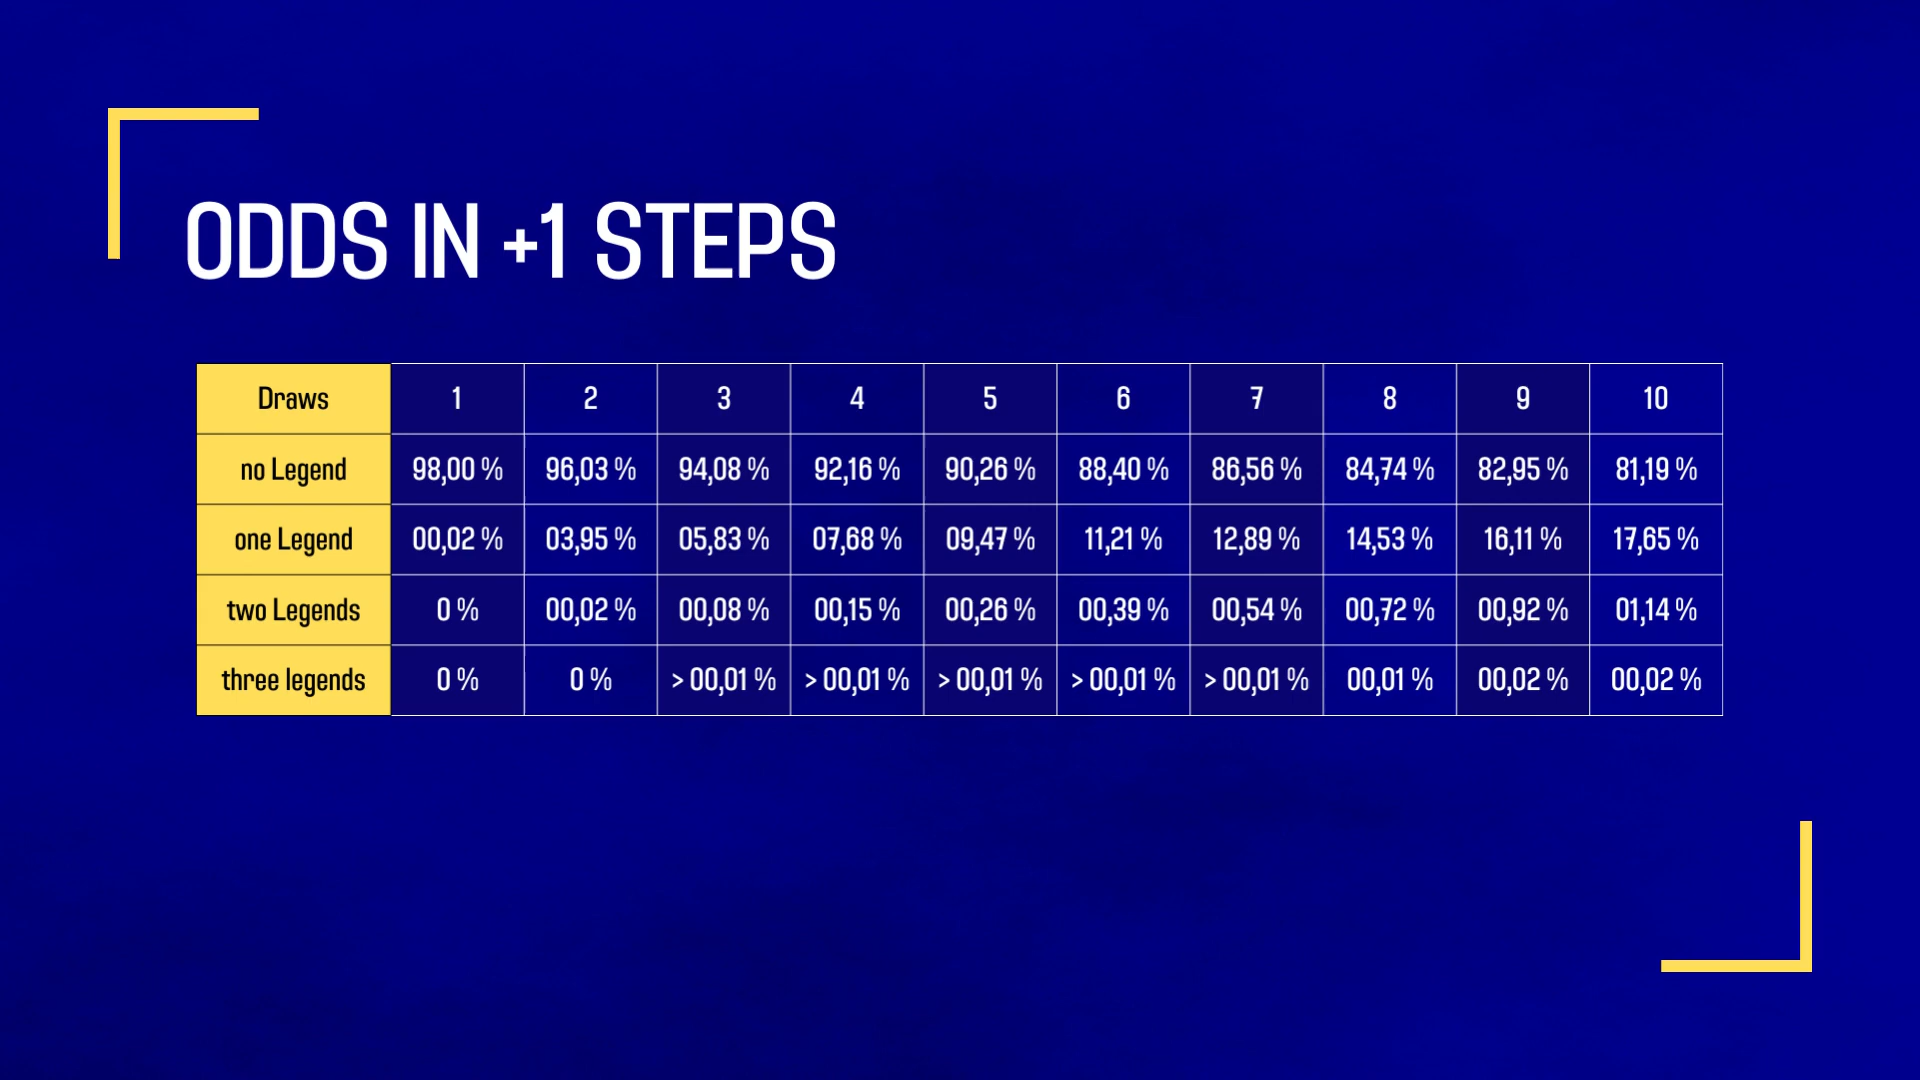 ODDS IN +1 STEPS
Draws 1 2 3 4 5 6 7 8 9 10
no Legend 98,00 % 96,03 % 94,08 % 92,16 % 90,26 % 88,40 % 86,56 % 84,74 % 82,95 % 81,19 %
one Legend 00,02 % 03,95 % 05,83 % 07,68 % 09,47 % 11,21 % 12,89 % 14,53 % 16,11 % 17,65 %
two Legends 0 % 00,02 % 00,08 % 00,15 % 00,26 % 00,39 % 00,54 % 00,72 % 00,92 % 01,14 %
three legends 0 % 0 % > 00,01 % > 00,01 % > 00,01 % > 00,01 % > 00,01 % 00,01 % 00,02 % 00,02 %